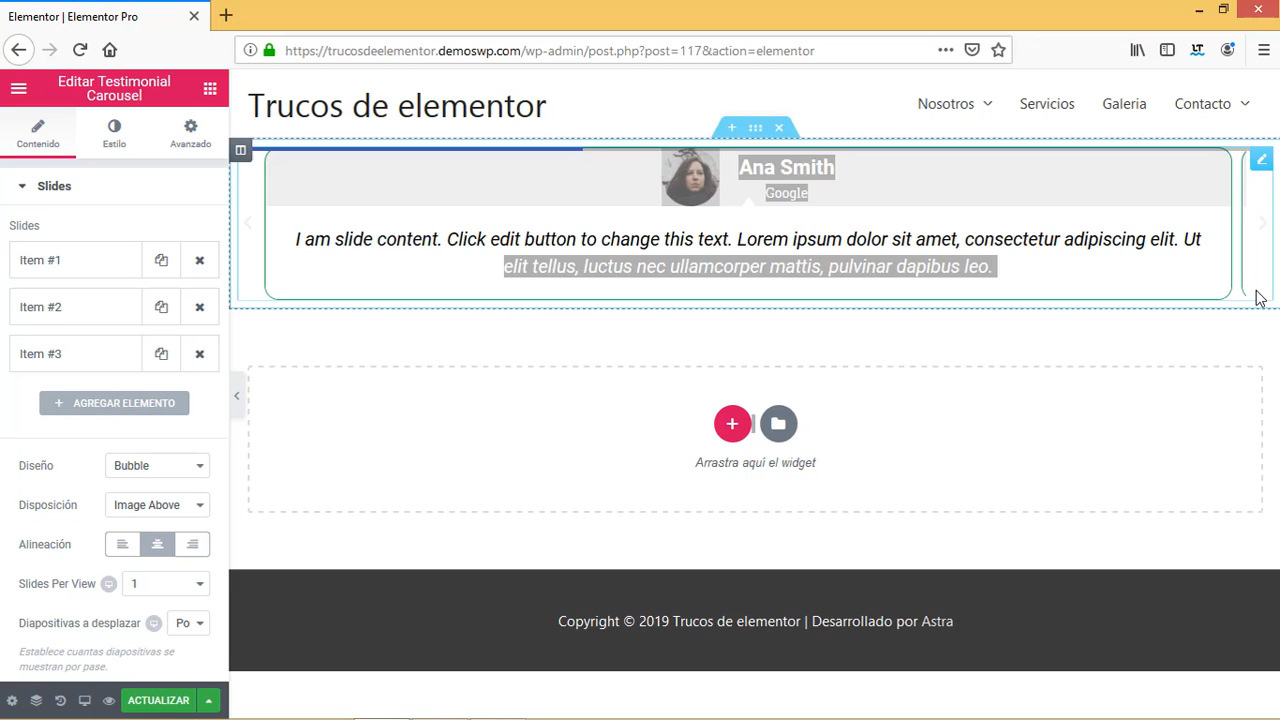 Elementor | Elementor Pro
https://trucosdeelementor.demoswp.com/wp-admin/post.php?post=117&action=elementor
Editar Testimonial
Carousel
Contenido
Estilo
Avanzado
Slides
Slides
Item #1
Item #2
Item #3
AGREGAR ELEMENTO
Diseño
Bubble
Disposición
Image Above
Alineación
Slides Per View
1
Diapositivas a desplazar
Po
Establece cuantas diapositivas se
muestran por pase.
ACTUALIZAR
Trucos de elementor
Nosotros
Servicios
Galeria
Contacto
Ana Smith
Google
I am slide content. Click edit button to change this text. Lorem ipsum dolor sit amet, consectetur adipiscing elit. Ut
elit tellus, luctus nec ullamcorper mattis, pulvinar dapibus leo.
Arrastra aquí el widget
Copyright © 2019 Trucos de elementor | Desarrollado por Astra